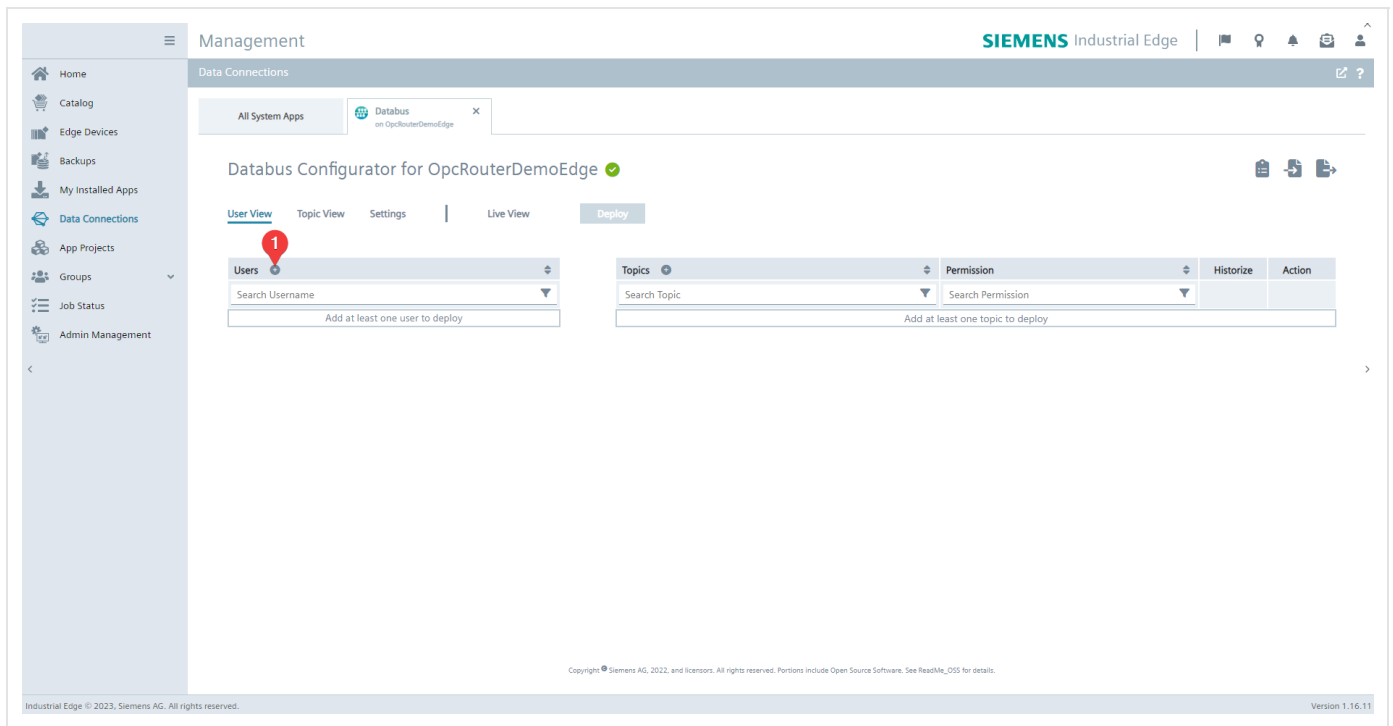 Management
SIEMENS Industrial Edge
Home
Data Connections
?
Catalog
All System Apps
Databus
on OpcRouterDemoEdge
Edge Devices
Backups
Databus Configurator for OpcRouterDemoEdge
My Installed Apps
Data Connections
User View Topic View Settings | Live View Deploy
App Projects
1
Groups
Users
Topics
Permission
Historize
Action
Search Username
Search Topic
Search Permission
Job Status
Add at least one user to deploy
Add at least one topic to deploy
Admin Management
Copyright © Siemens AG, 2022, and licensors. All rights reserved. Portions include Open Source Software. See ReadMe_OSS for details.
Industrial Edge © 2023, Siemens AG. All rights reserved.
Version 1.16.11